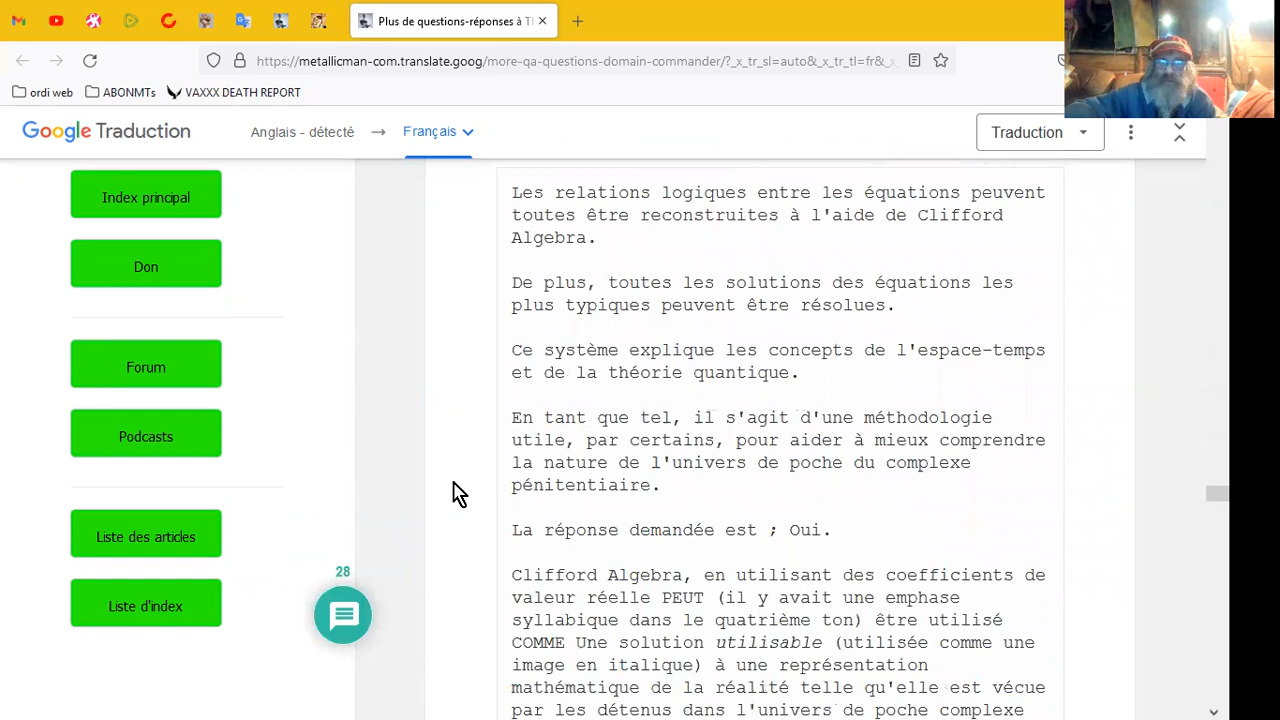 Plus de questions-réponses à Tl
https://metallicman-com.translate.goog/more-qa-questions-domain-commander/?_x_tr_sl=auto&_x_tr_tl=fr&_x
ordi web
ABONMTs
VAXXX DEATH REPORT
Google Traduction
Anglais - détecté
Français
Traduction
Index principal
Don
Forum
Podcasts
Liste des articles
Liste d'index
28
Les relations logiques entre les équations peuvent
toutes être reconstruites à l'aide de Clifford
Algebra.
De plus, toutes les solutions des équations les
plus typiques peuvent être résolues.
Ce système explique les concepts de l'espace-temps
et de la théorie quantique.
En tant que tel, il s'agit d'une méthodologie
utile, par certains, pour aider à mieux comprendre
la nature de l'univers de poche du complexe
pénitentiaire.
La réponse demandée est ; Oui.
Clifford Algebra, en utilisant des coefficients de
valeur réelle PEUT (il y avait une emphase
syllabique dans le quatrième ton) être utilisé
COMME Une solution utilisable (utilisée comme une
image en italique) à une représentation
mathématique de la réalité telle qu'elle est vécue
par les détenus dans l'univers de poche complexe